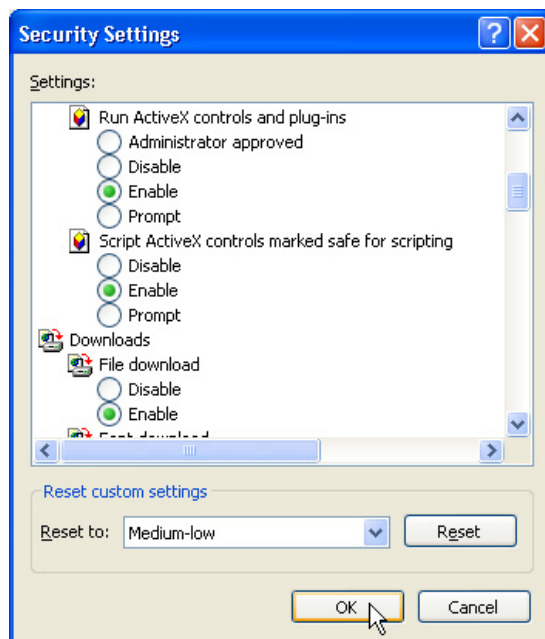 Security Settings
Settings:
Run ActiveX controls and plug-ins
Administrator approved
Disable
Enable
Prompt
Script ActiveX controls marked safe for scripting
Disable
Enable
Prompt
Downloads
File download
Disable
Enable
Font download
Reset custom settings
Reset to: Medium-low Reset
OK Cancel